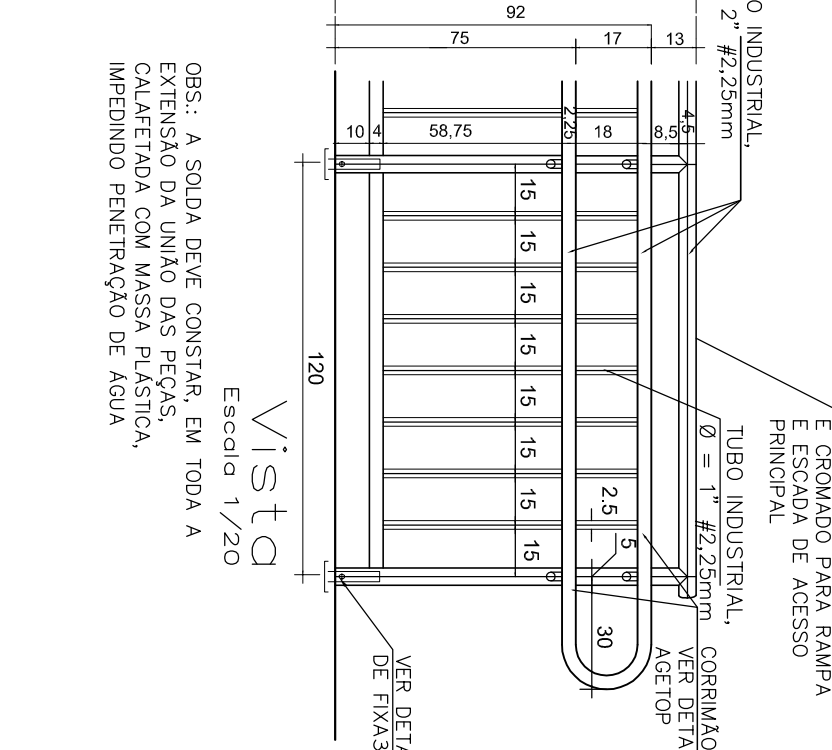 92
75
17
13
10
4
58,75
2,25
18
8,5
4,5
INDUSTRIAL,
2" #2,25mm
E CROMADO PARA RAMPA
E ESCADA DE ACESSO
PRINCIPAL
TUBO INDUSTRIAL,
Ø = 1" #2,25mm
CORRIMÃO
VER DETA
AGETOP
15
15
15
15
15
15
15
15
2.5
5
30
120
VER DETA
DE FIXA3
Vista
Escala 1/20
OBS.: A SOLDA DEVE CONSTAR, EM TODA A
EXTENSÃO DA UNIÃO DAS PEÇAS,
CALAFETADA COM MASSA PLÁSTICA,
IMPEDINDO PENETRAÇÃO DE ÁGUA